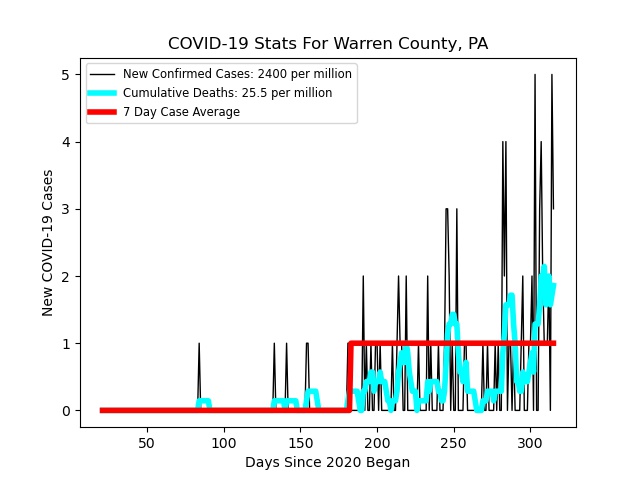 COVID-19 Stats For Warren County, PA
New Confirmed Cases: 2400 per million
Cumulative Deaths: 25.5 per million
7 Day Case Average
New COVID-19 Cases
5
4
3
2
1
0
50 100 150 200 250 300
Days Since 2020 Began